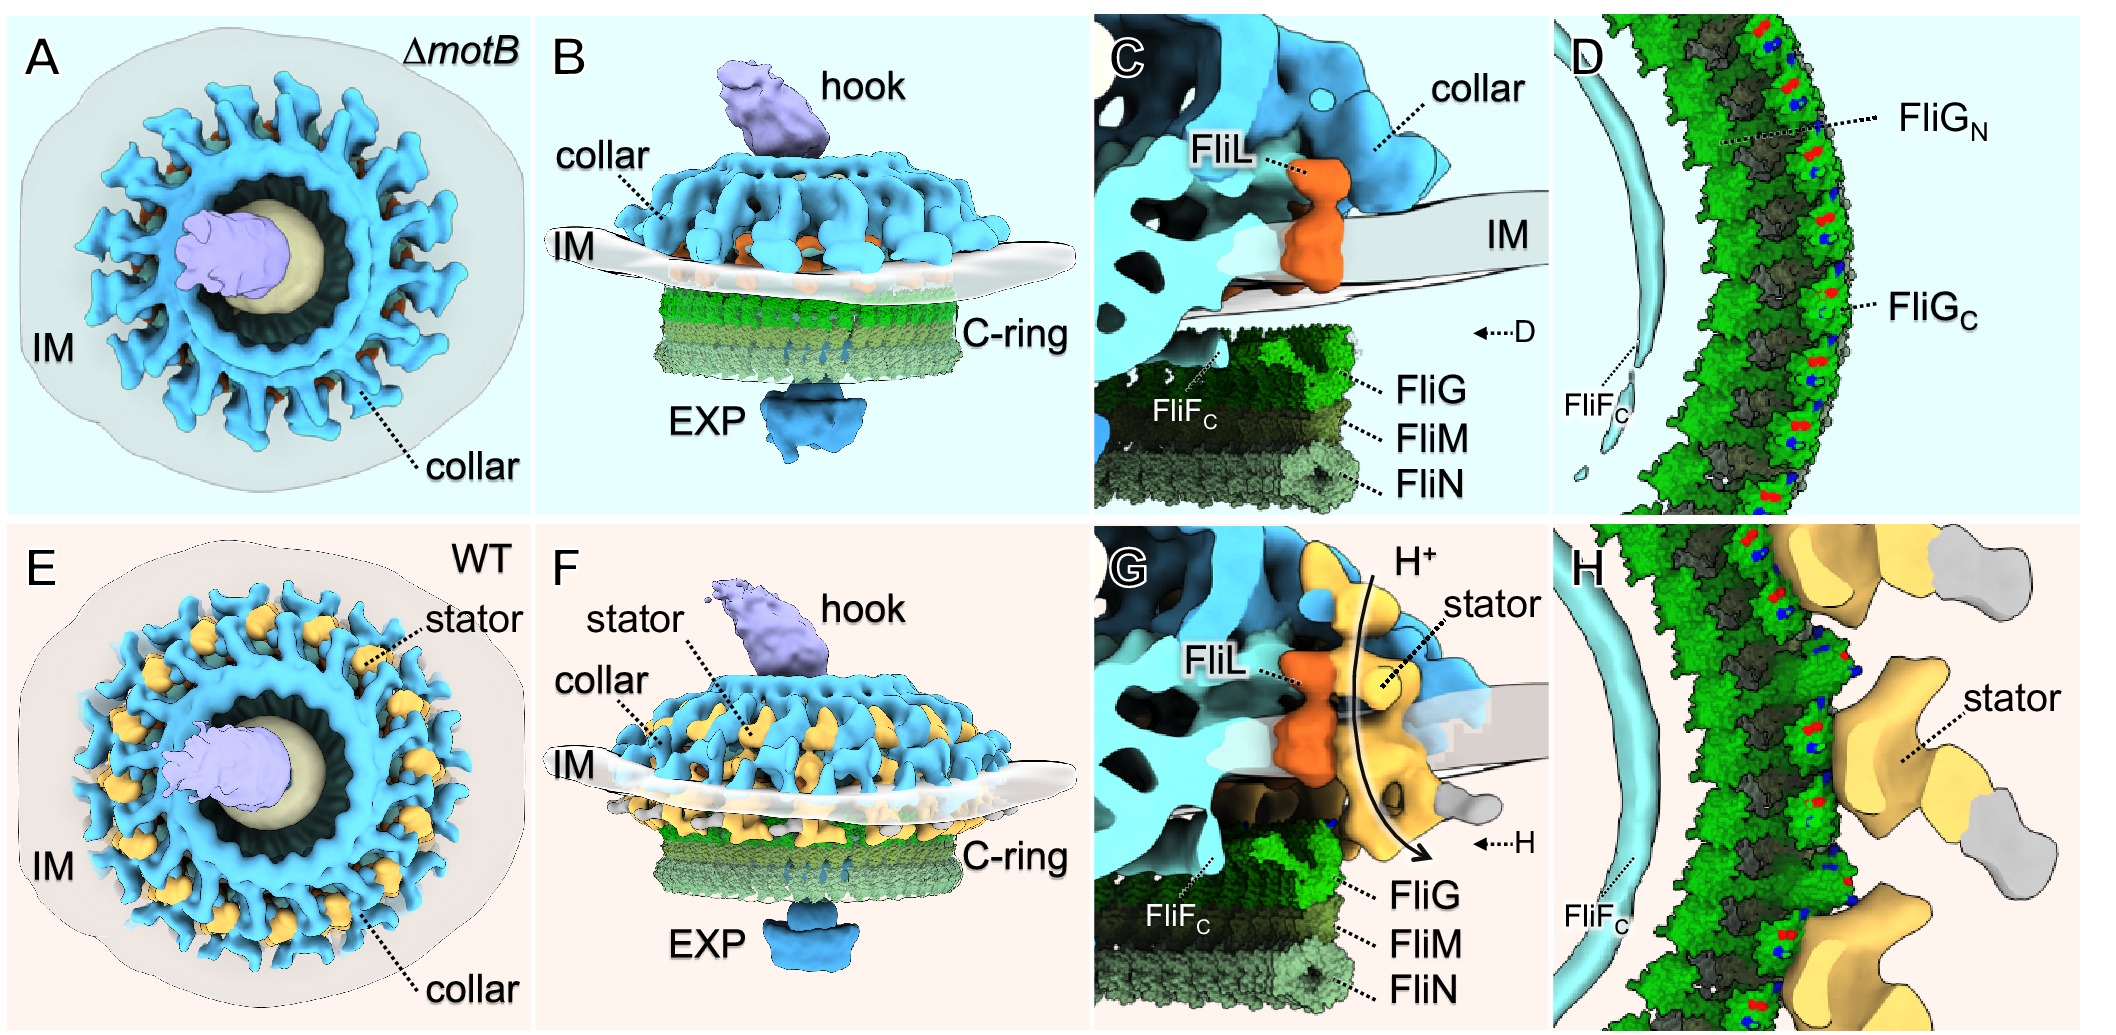 A
ΔmotB
IM
collar
B
hook
collar
IM
C-ring
EXP
C
collar
FliL
IM
D
FliG
FliFC
FliM
FliN
D
FliGN
FliGC
FliFC
E
WT
stator
IM
collar
F
hook
stator
collar
IM
C-ring
EXP
G
H+
stator
FliL
H
FliG
FliFC
FliM
FliN
H
stator
FliFC